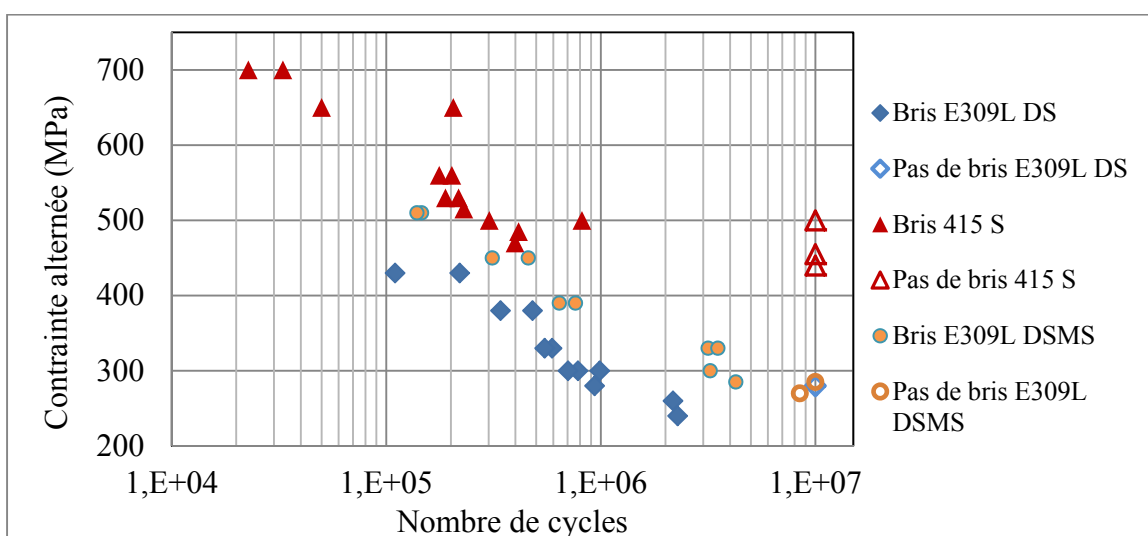 Contrainte alternée (MPa)
700
600
500
400
300
200
1,E+04
1,E+05
1,E+06
1,E+07
Nombre de cycles
Bris E309L DS
Pas de bris E309L DS
Bris 415 S
Pas de bris 415 S
Bris E309L DSMS
Pas de bris E309L
DSMS